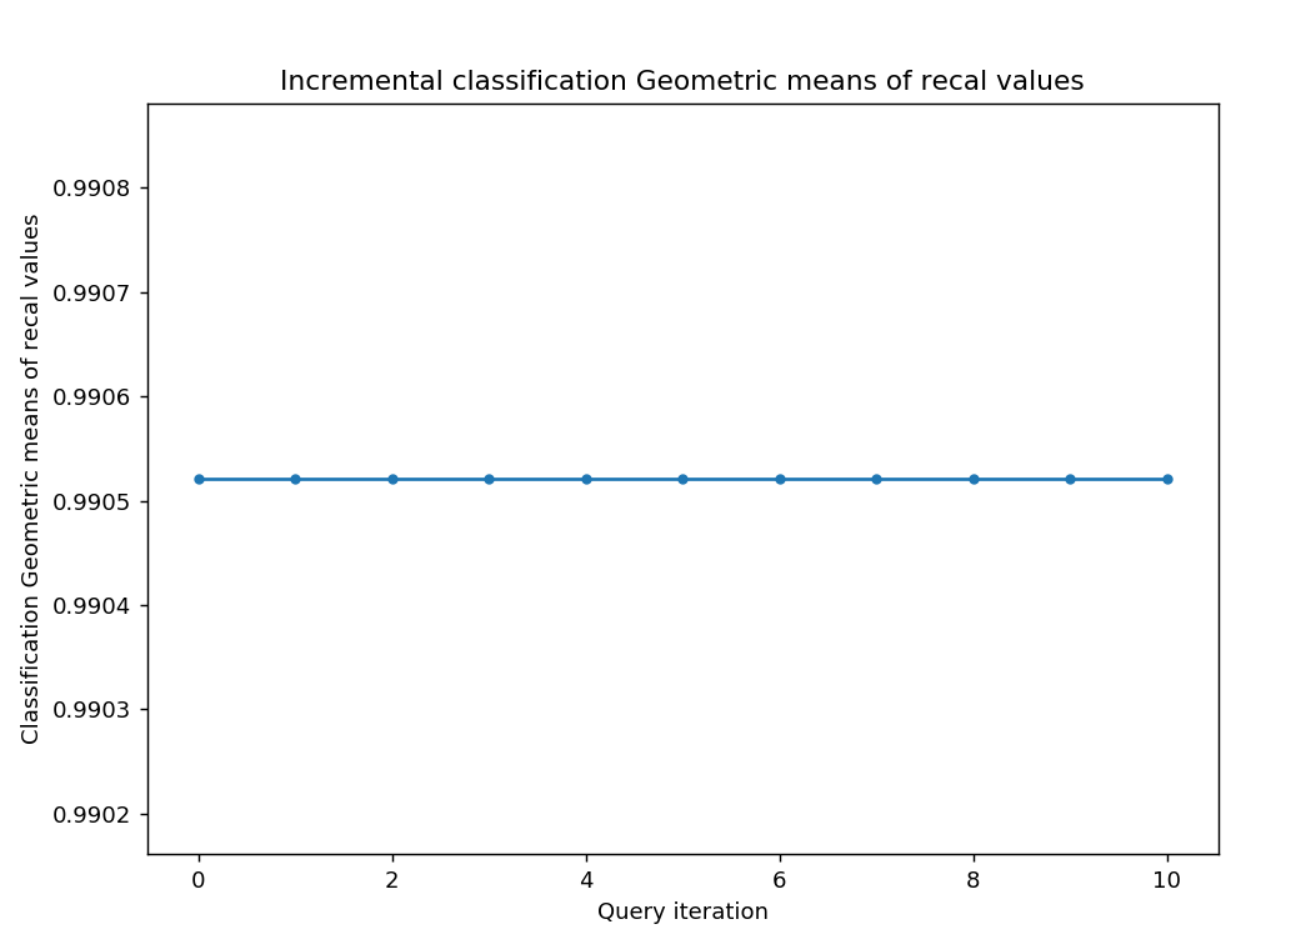 Incremental classification Geometric means of recal values
Classification Geometric means of recal values
0.9908
0.9907
0.9906
0.9905
0.9904
0.9903
0.9902
0 2 4 6 8 10
Query iteration